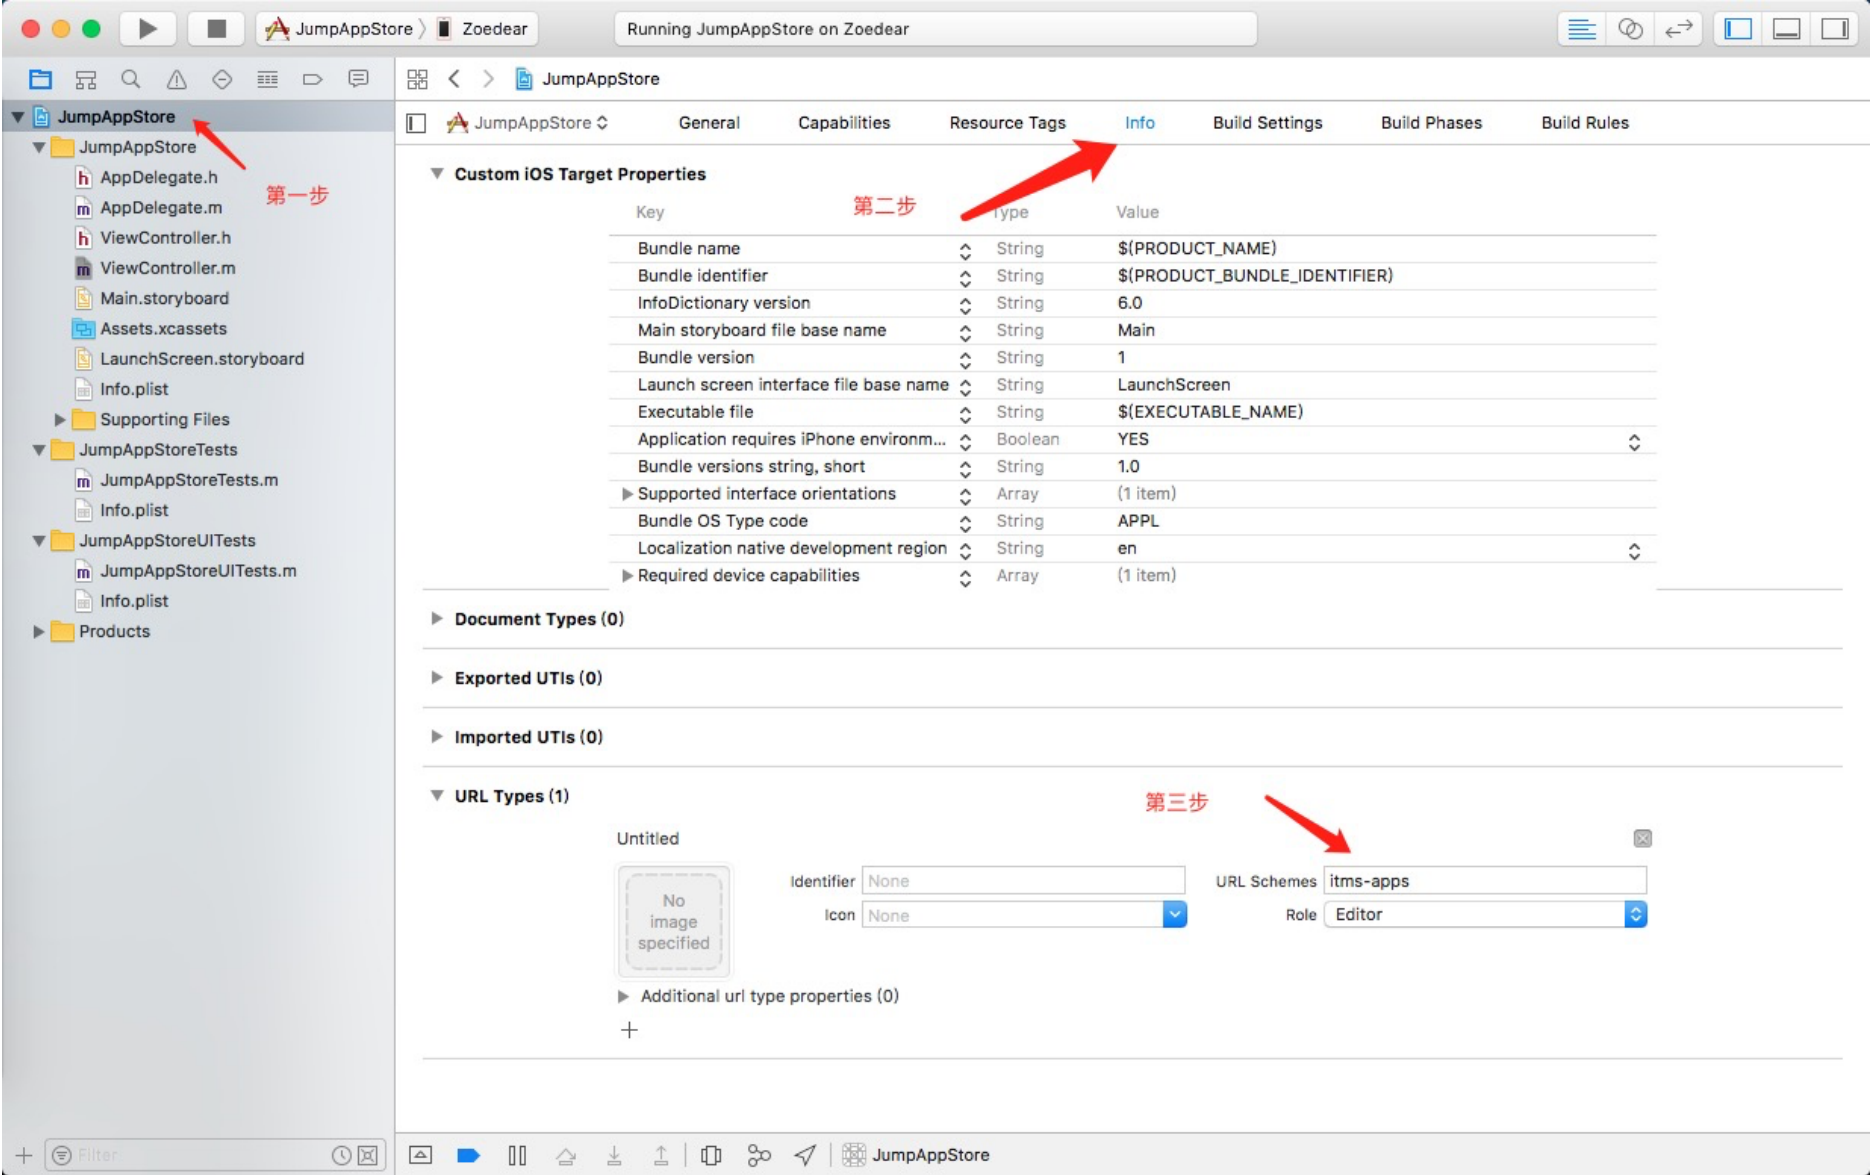 JumpAppStore Zoedear
Running JumpAppStore on Zoedear
JumpAppStore
JumpAppStore
JumpAppStore
AppDelegate.h
AppDelegate.m
ViewController.h
ViewController.m
Main.storyboard
Assets.xcassets
LaunchScreen.storyboard
Info.plist
Supporting Files
JumpAppStoreTests
JumpAppStoreTests.m
Info.plist
JumpAppStoreUITests
JumpAppStoreUITests.m
Info.plist
Products
第一步
JumpAppStore General Capabilities Resource Tags Info Build Settings Build Phases Build Rules
Custom iOS Target Properties
第二步
Key Type Value
Bundle name String $(PRODUCT_NAME)
Bundle identifier String $(PRODUCT_BUNDLE_IDENTIFIER)
InfoDictionary version String 6.0
Main storyboard file base name String Main
Bundle version String 1
Launch screen interface file base name String LaunchScreen
Executable file String $(EXECUTABLE_NAME)
Application requires iPhone environm... Boolean YES
Bundle versions string, short String 1.0
Supported interface orientations Array (1 item)
Bundle OS Type code String APPL
Localization native development region String en
Required device capabilities Array (1 item)
Document Types (0)
Exported UTIs (0)
Imported UTIs (0)
URL Types (1)
第三步
Untitled
No
image
specified
Identifier None URL Schemes itms-apps
Icon None Role Editor
Additional url type properties (0)
Filter
JumpAppStore